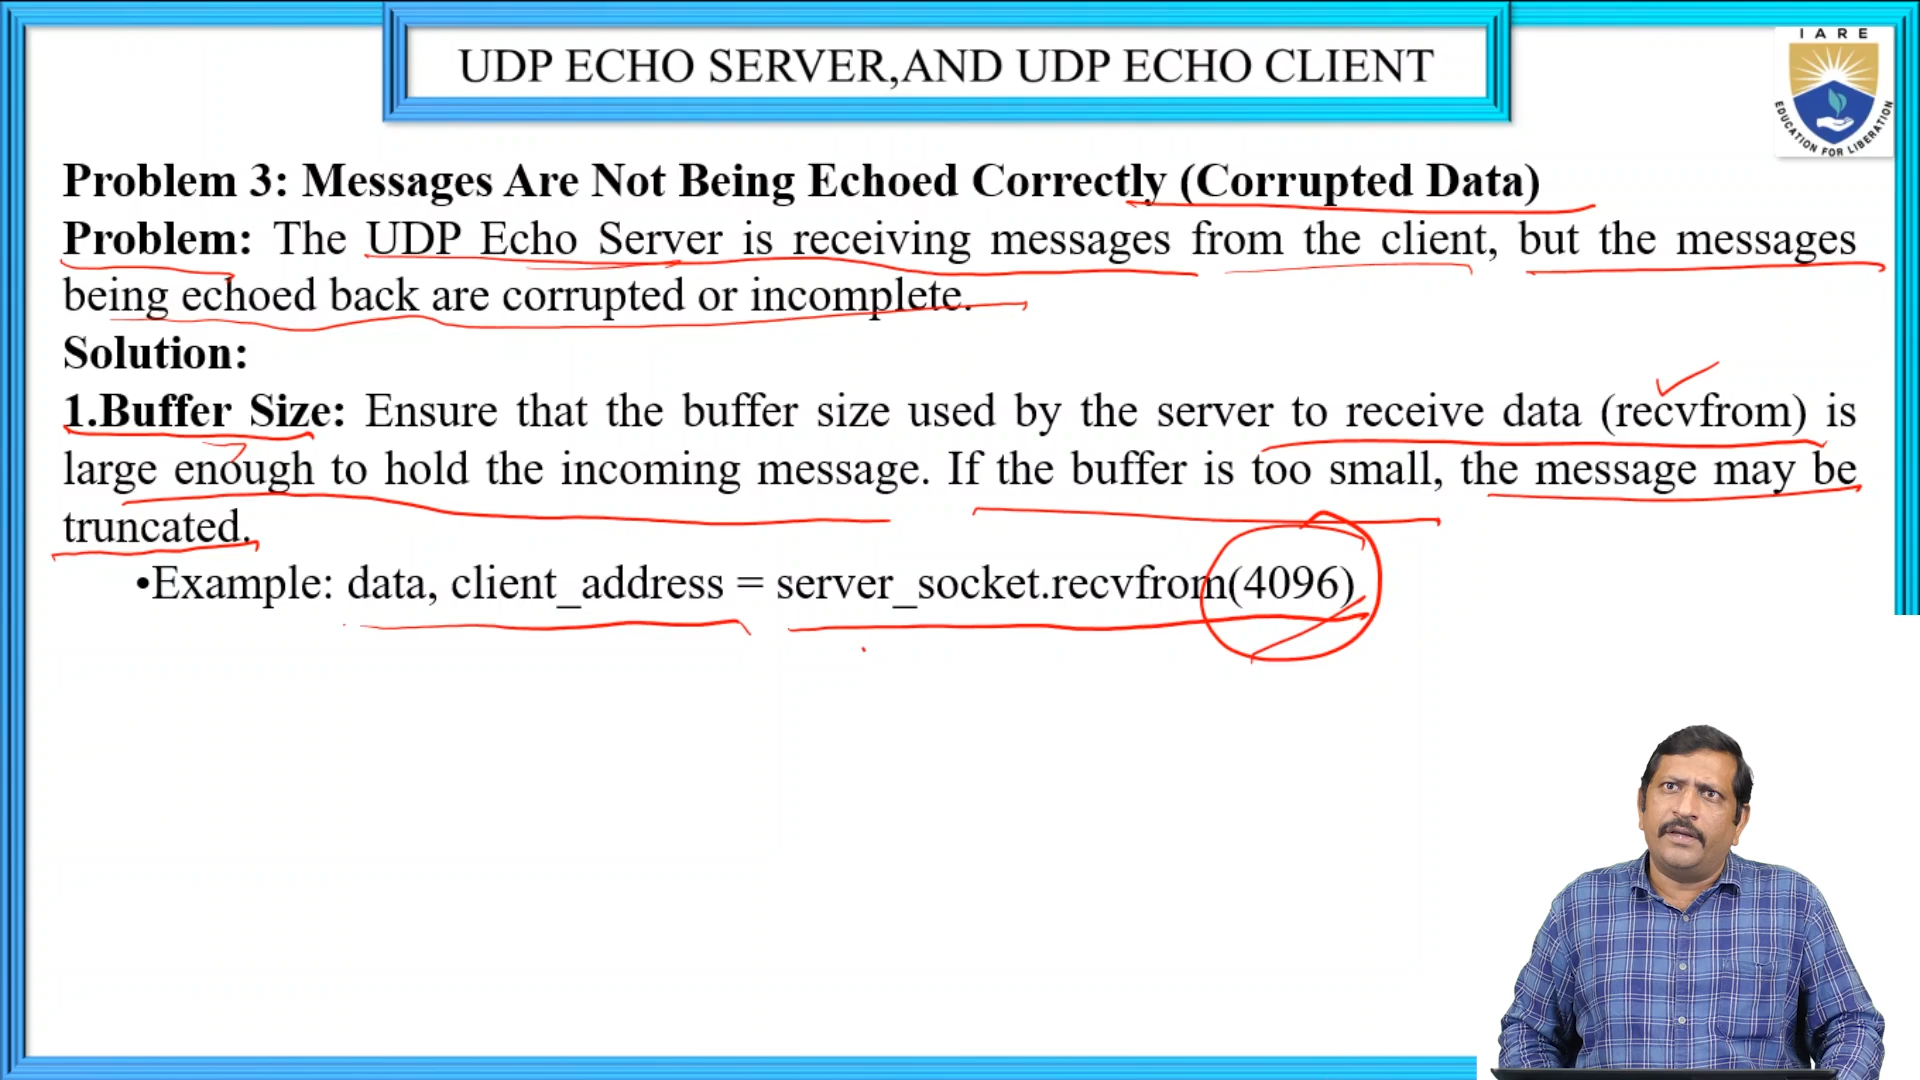 UDP ECHO SERVER,AND UDP ECHO CLIENT
IARE
EDUCATION FOR LIBERATION
Problem 3: Messages Are Not Being Echoed Correctly (Corrupted Data)
Problem: The UDP Echo Server is receiving messages from the client, but the messages
being echoed back are corrupted or incomplete.
Solution:
1.Buffer Size: Ensure that the buffer size used by the server to receive data (recvfrom) is
large enough to hold the incoming message. If the buffer is too small, the message may be
truncated.
•Example: data, client_address = server_socket.recvfrom(4096)